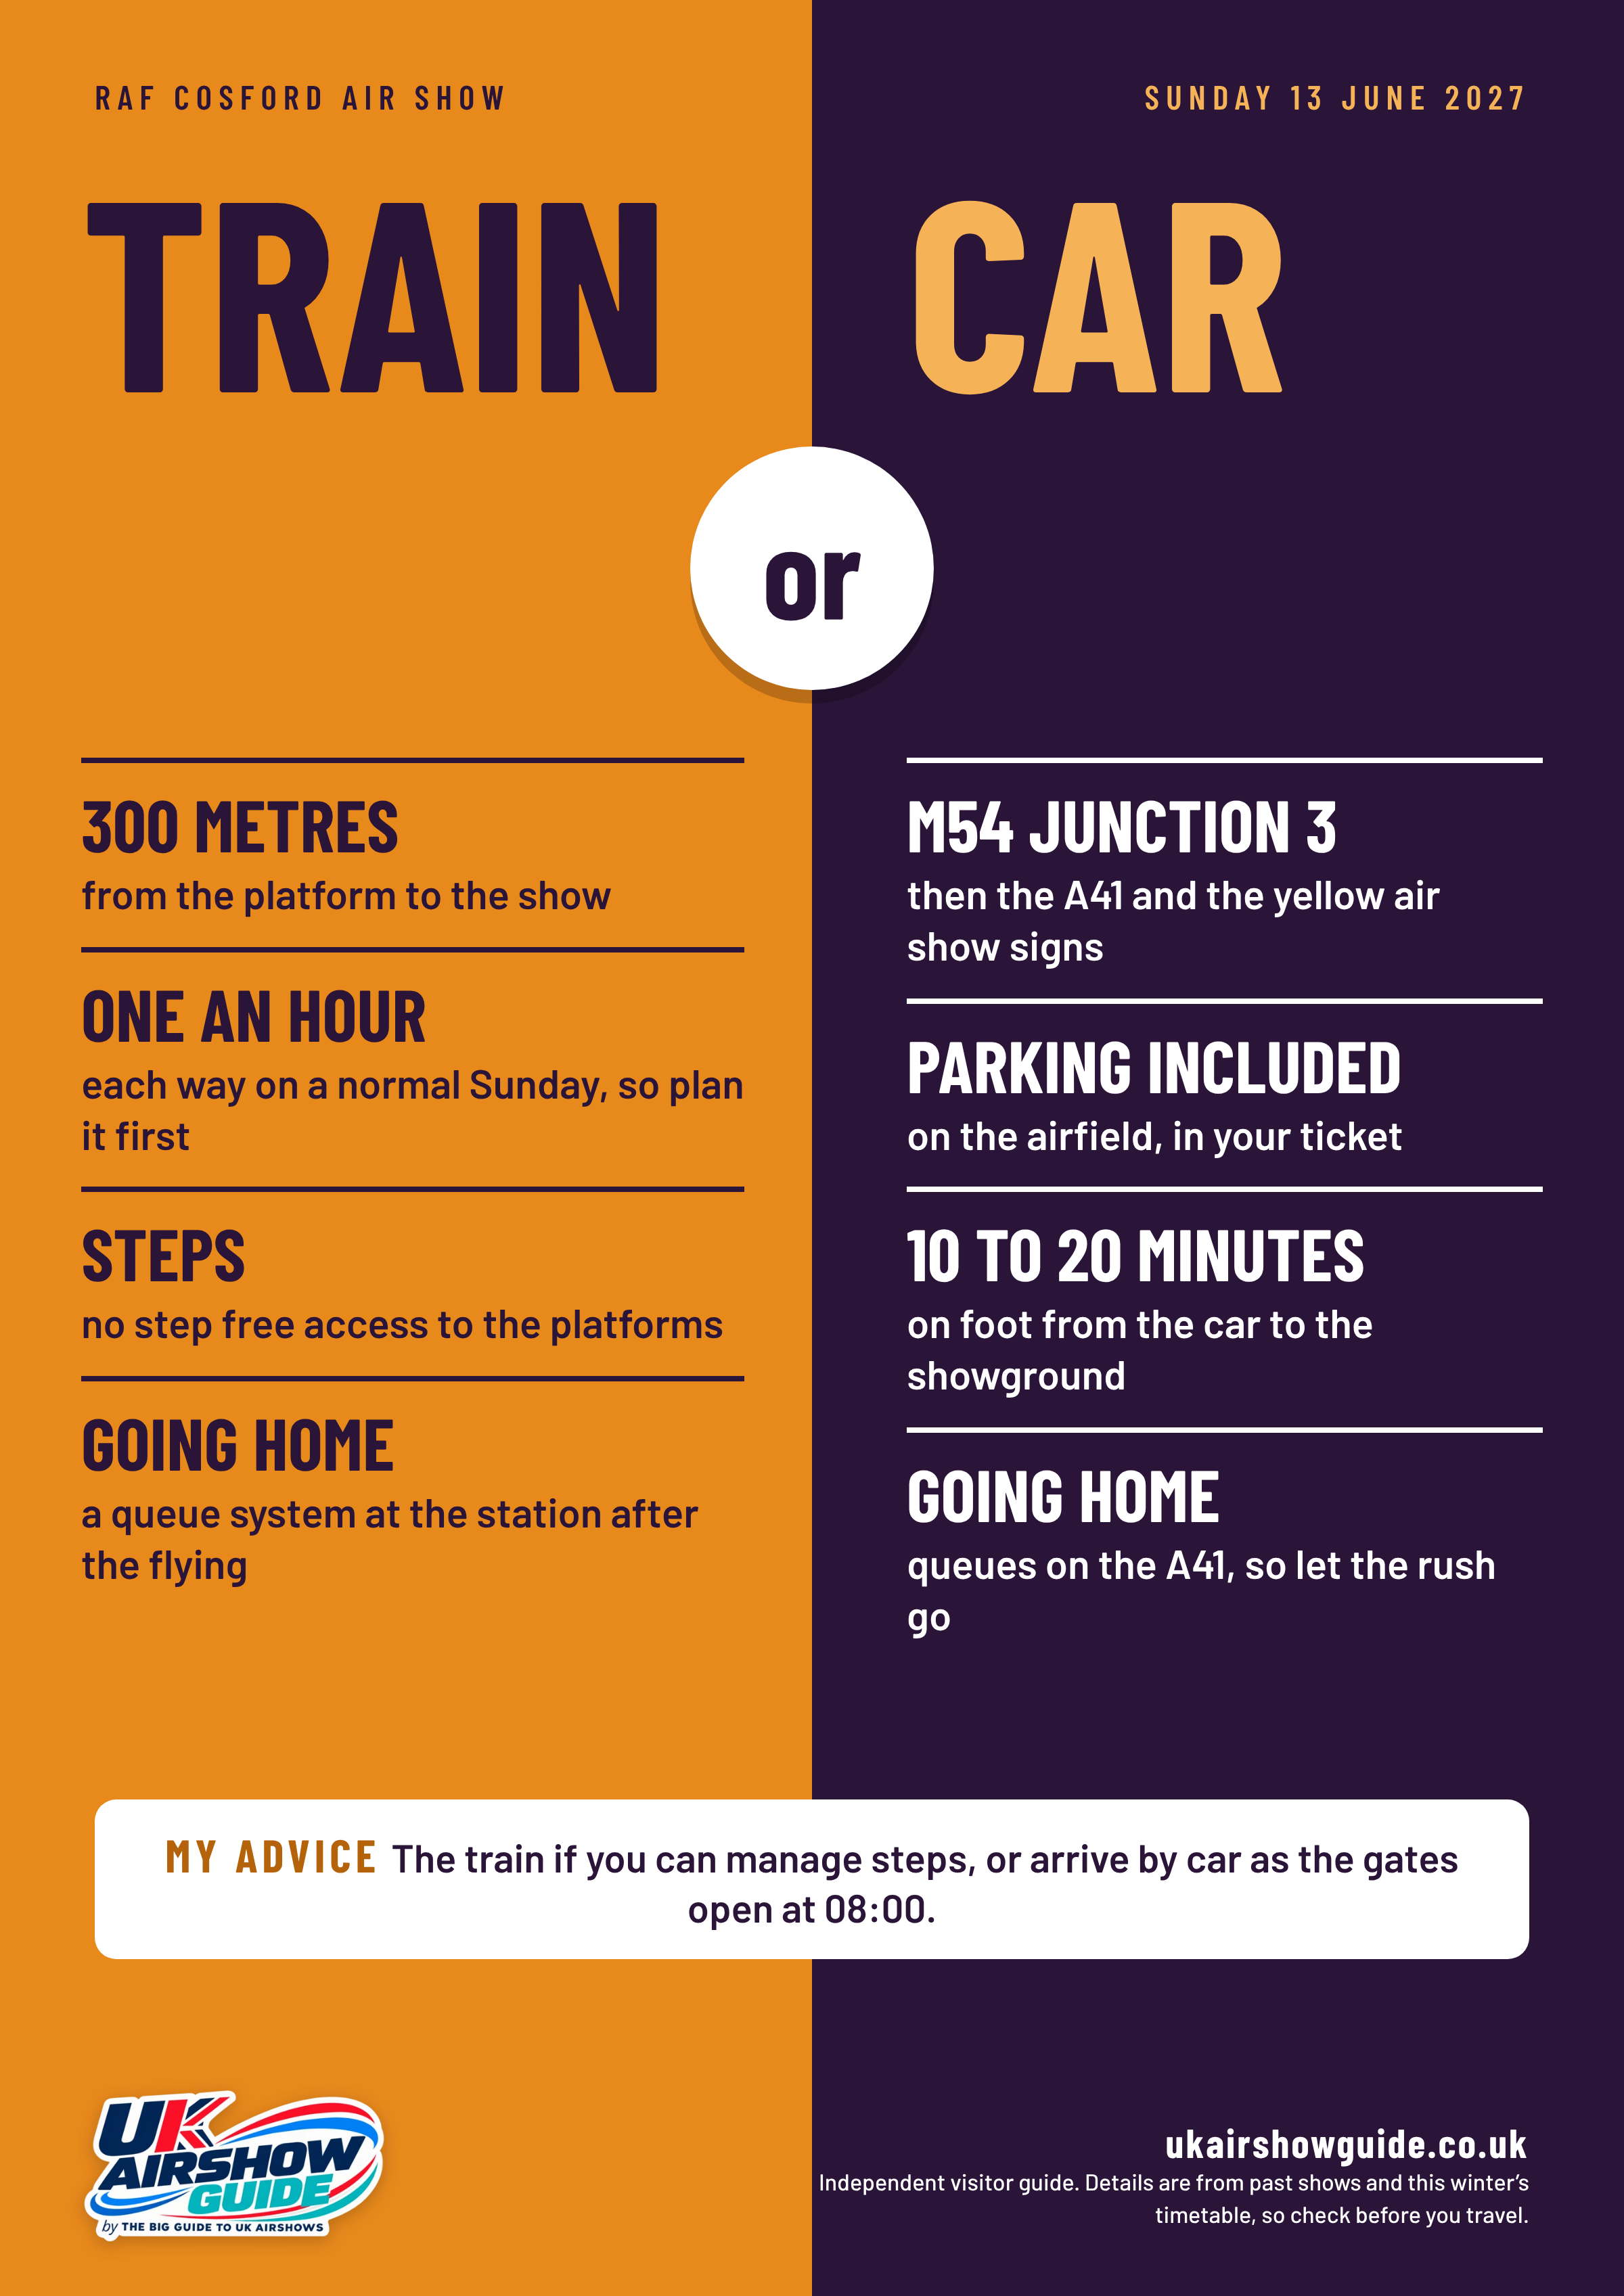 RAF COSFORD AIR SHOW
SUNDAY 13 JUNE 2027
TRAIN
CAR
or
300 METRES
from the platform to the show
ONE AN HOUR
each way on a normal Sunday, so plan
it first
STEPS
no step free access to the platforms
GOING HOME
a queue system at the station after
the flying
M54 JUNCTION 3
then the A41 and the yellow air
show signs
PARKING INCLUDED
on the airfield, in your ticket
10 TO 20 MINUTES
on foot from the car to the
showground
GOING HOME
queues on the A41, so let the rush
go
MY ADVICE The train if you can manage steps, or arrive by car as the gates
open at 08:00.
UK
AIRSHOW
GUIDE
by THE BIG GUIDE TO UK AIRSHOWS
ukairshowguide.co.uk
Independent visitor guide. Details are from past shows and this winter’s
timetable, so check before you travel.